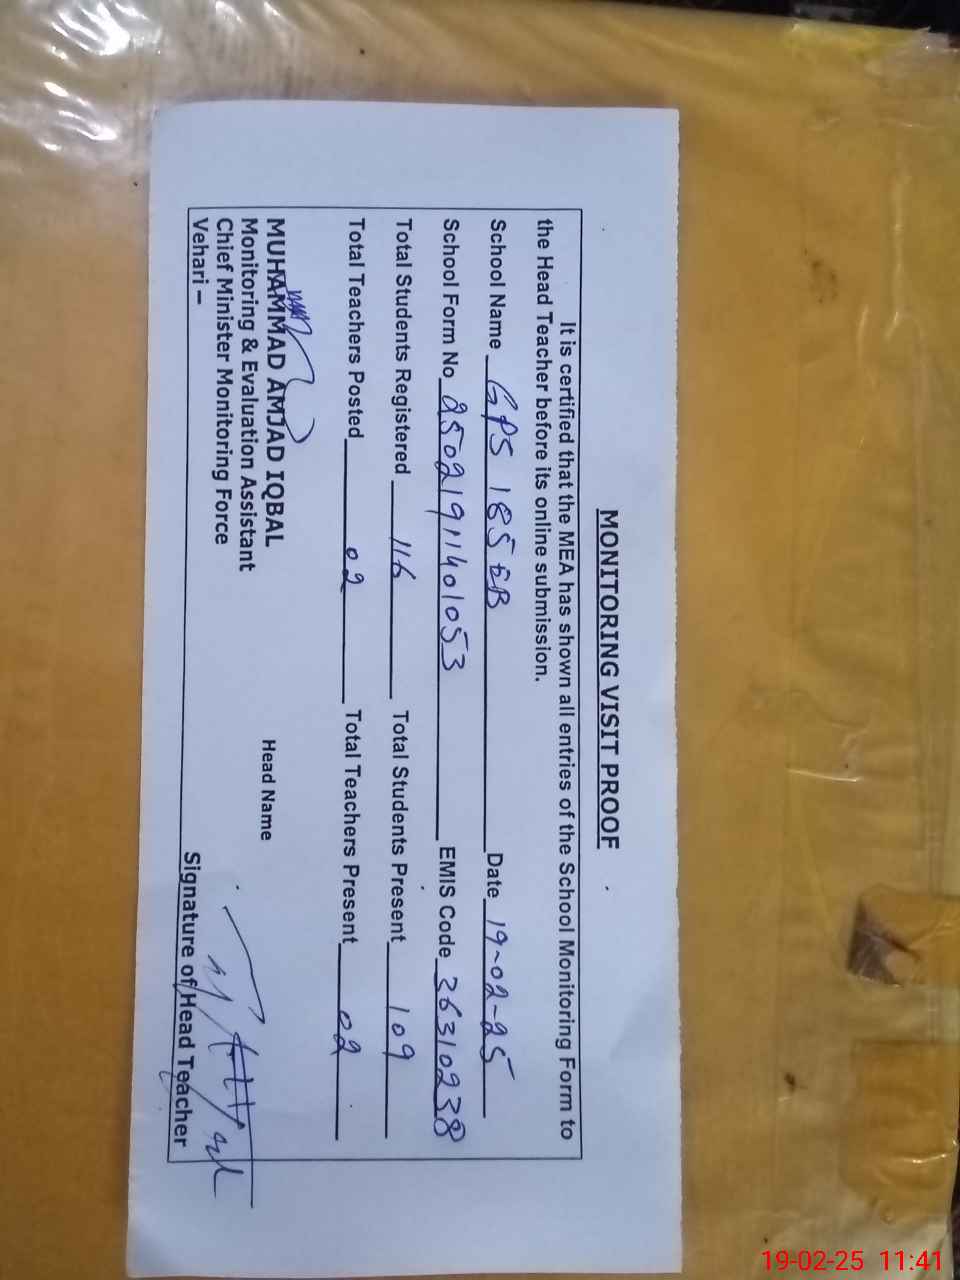 MONITORING VISIT PROOF
It is certified that the MEA has shown all entries of the School Monitoring Form to
the Head Teacher before its online submission.
School Name GPS 185 EB Date 19-02-25
School Form No 2502191140 1053 EMIS Code 36310238
Total Students Registered 116 Total Students Present 109
Total Teachers Posted 02 Total Teachers Present 02
MUHAMMAD AMJAD IQBAL
Monitoring & Evaluation Assistant Head Name
Chief Minister Monitoring Force
Vehari – Signature of Head Teacher
19-02-25 11:41